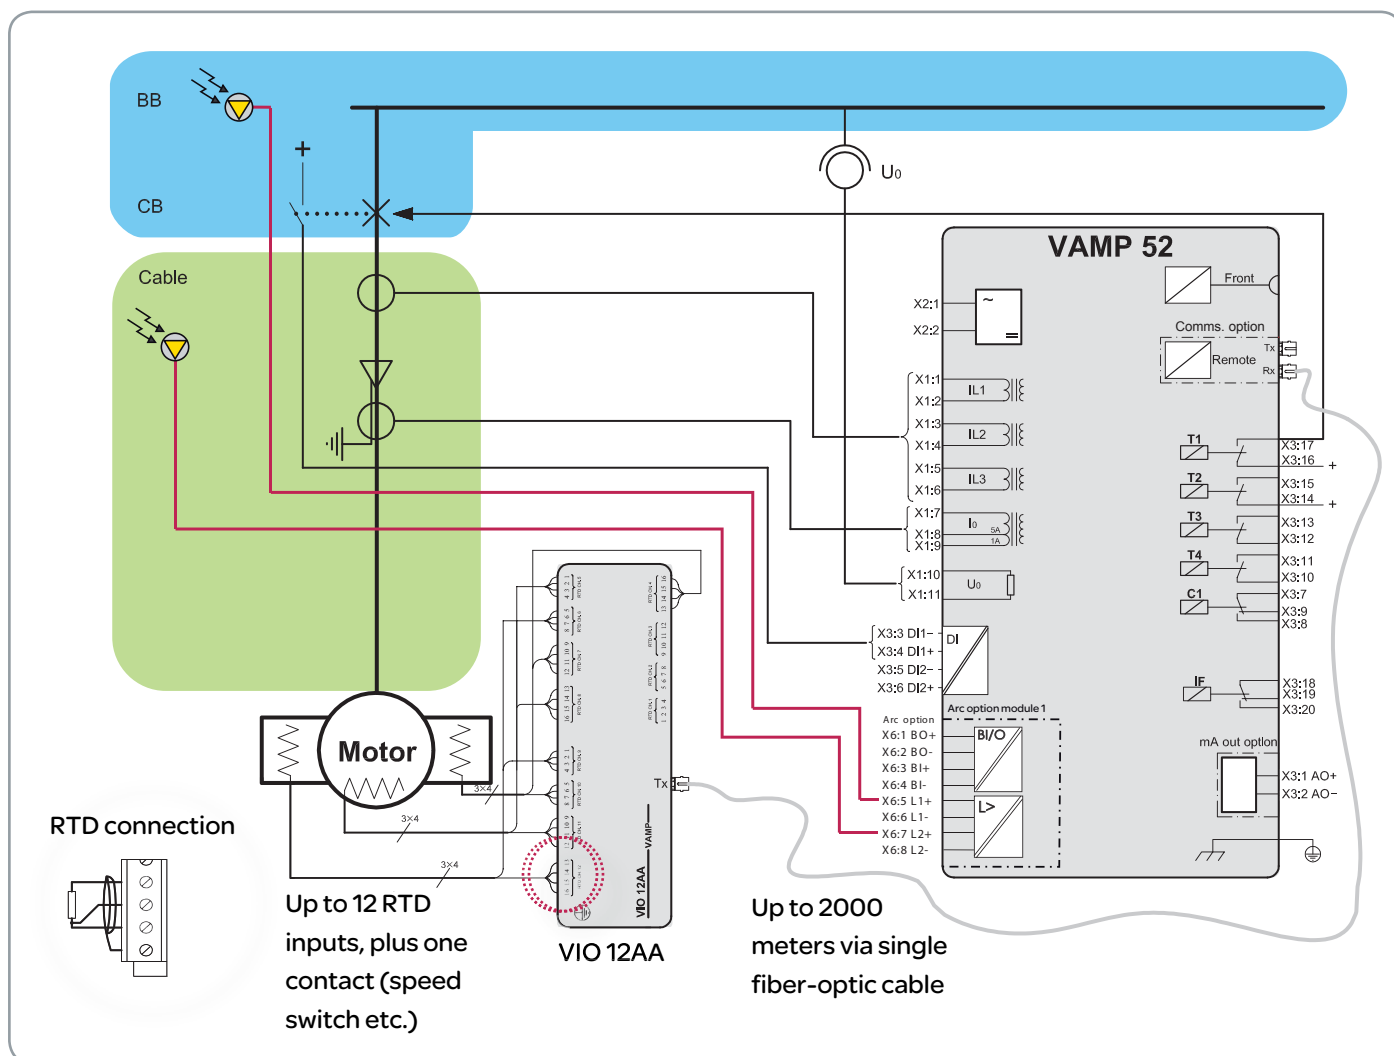 BB
+
U0
CB
VAMP 52
Cable
Front
X2:1
~
X2:2
=
Comms. option
Tx
Remote
Rx
X1:1
IL1
X1:2
X1:3
IL2
X1:4
X1:5
IL3
X1:6
X1:7
I0
X1:8
5A
X1:9
1A
X1:10
U0
X1:11
T1
X3:17
X3:16
+
T2
X3:15
X3:14
+
T3
X3:13
X3:12
T4
X3:11
X3:10
C1
X3:7
X3:9
X3:8
X3:3 DI1-
DI
X3:4 DI1+
X3:5 DI2-
X3:6 DI2+
IF
X3:18
X3:19
X3:20
Arc option module 1
Arc option
X6:1 BO+
BI/O
X6:2 BO-
X6:3 BI+
X6:4 BI-
X6:5 L1+
L>
X6:6 L1-
X6:7 L2+
X6:8 L2-
mA out option
X3:1 AO+
X3:2 AO-
Motor
3×4
3×4
3×4
Tx
VAMP
VIO 12AA
VIO 12AA
RTD connection
Up to 12 RTD
inputs, plus one
contact (speed
switch etc.)
Up to 2000
meters via single
fiber-optic cable